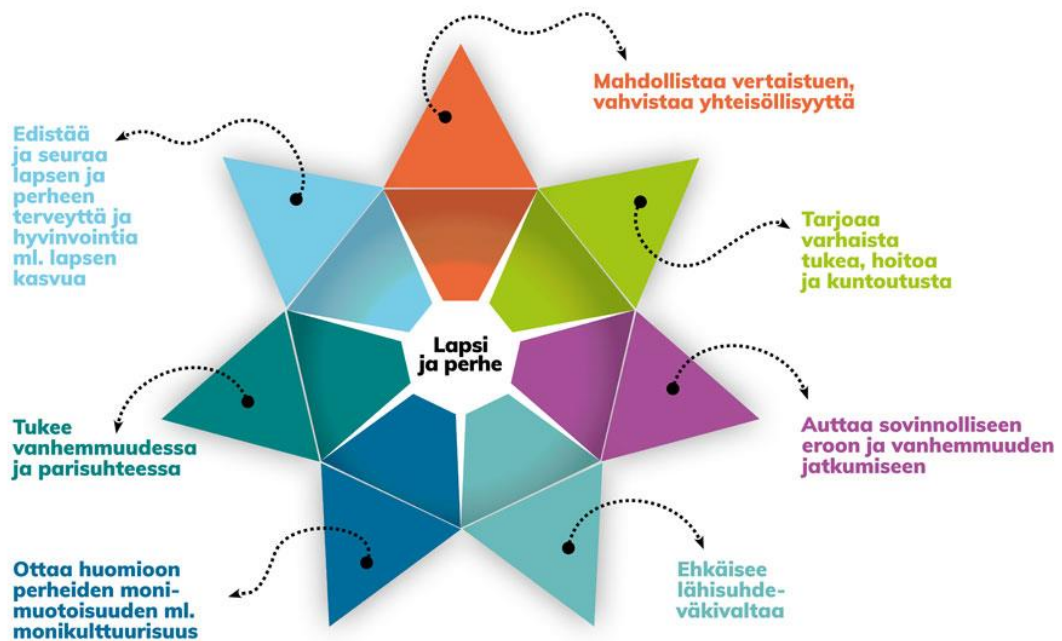 Mahdollistaa vertaistuen,
vahvistaa yhteisöllisyyttä
Edistää
ja seuraa
lapsen ja
perheen
terveyttä ja
hyvinvointia
ml. lapsen
kasvua
Tarjoaa
varhaista
tukea, hoitoa
ja kuntoutusta
Lapsi
ja perhe
Tukee
vanhemmuudessa
ja parisuhteessa
Auttaa sovinnolliseen
eroon ja vanhemmuuden
jatkumiseen
Ottaa huomioon
perheiden moni-
muotoisuuden ml.
monikulttuurisuus
Ehkäisee
lähisuhde-
väkivaltaa